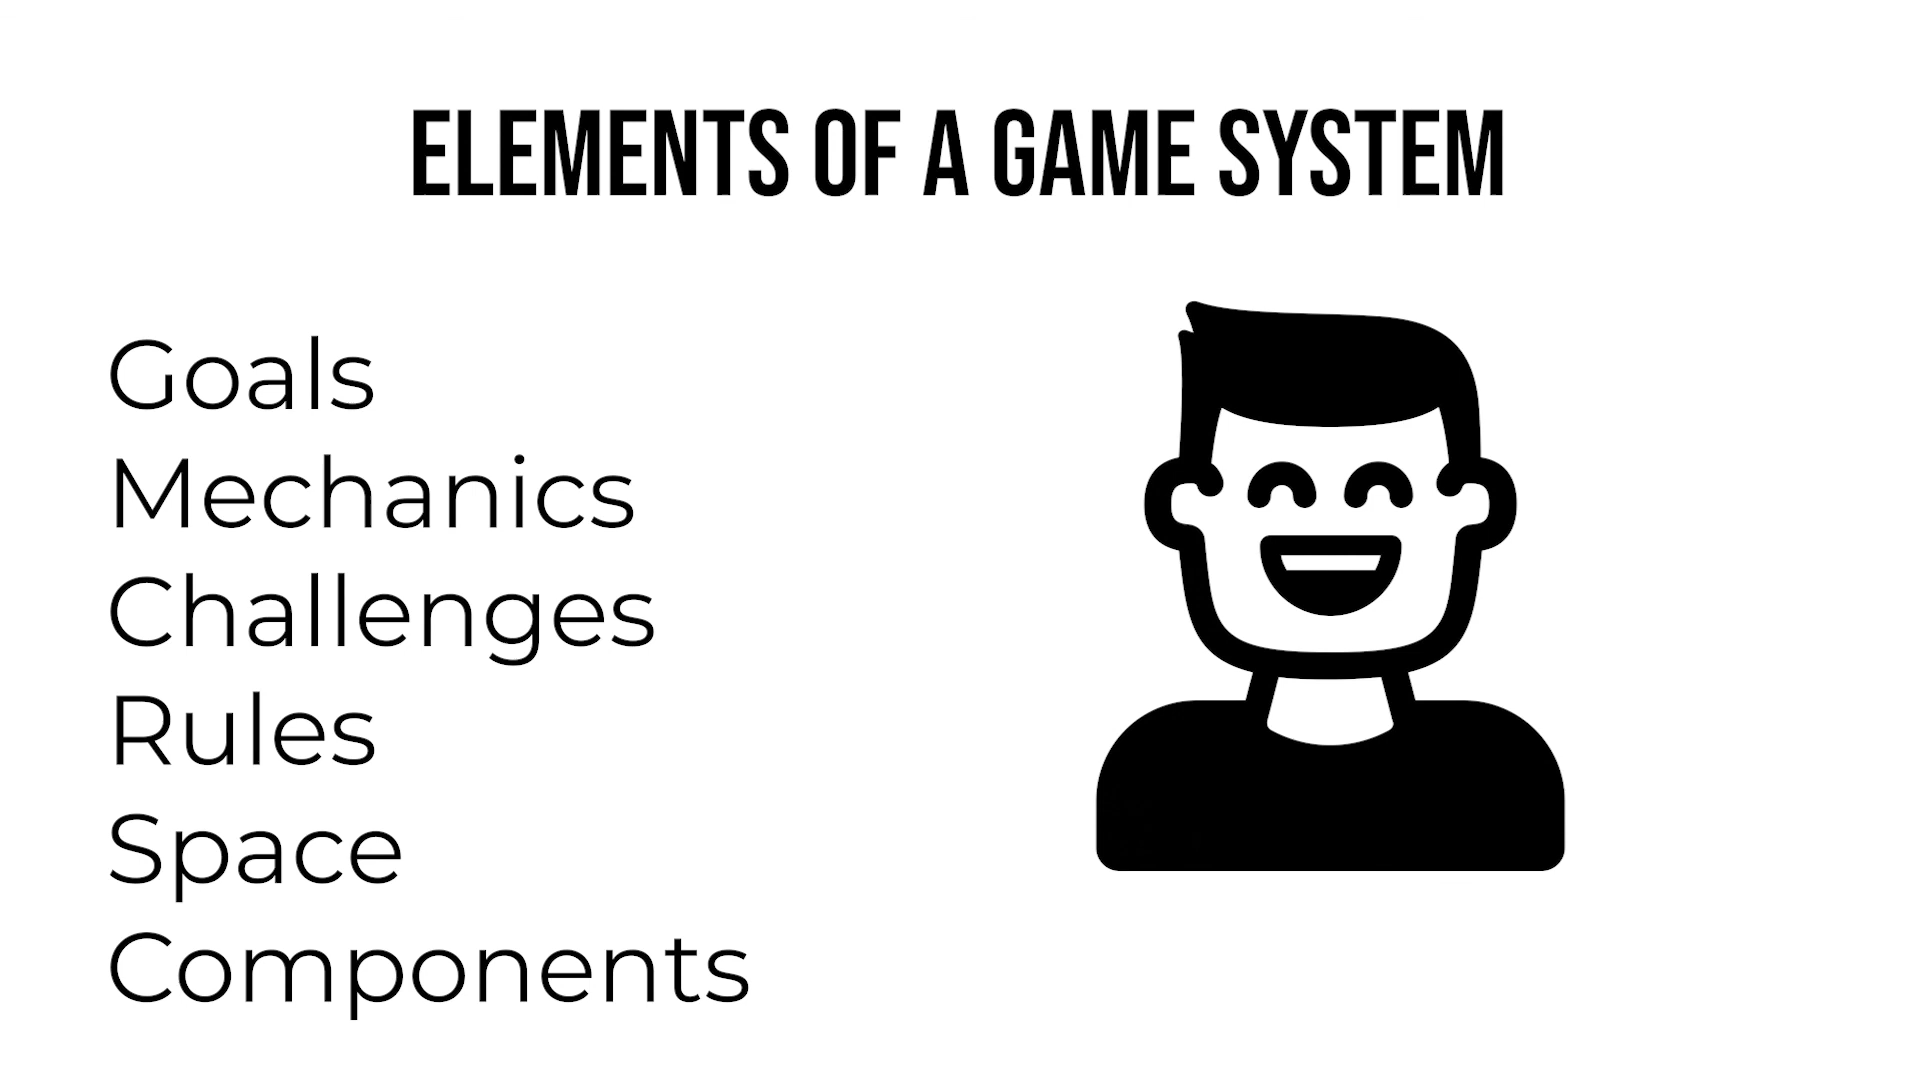 ELEMENTS OF A GAME SYSTEM
Goals
Mechanics
Challenges
Rules
Space
Components